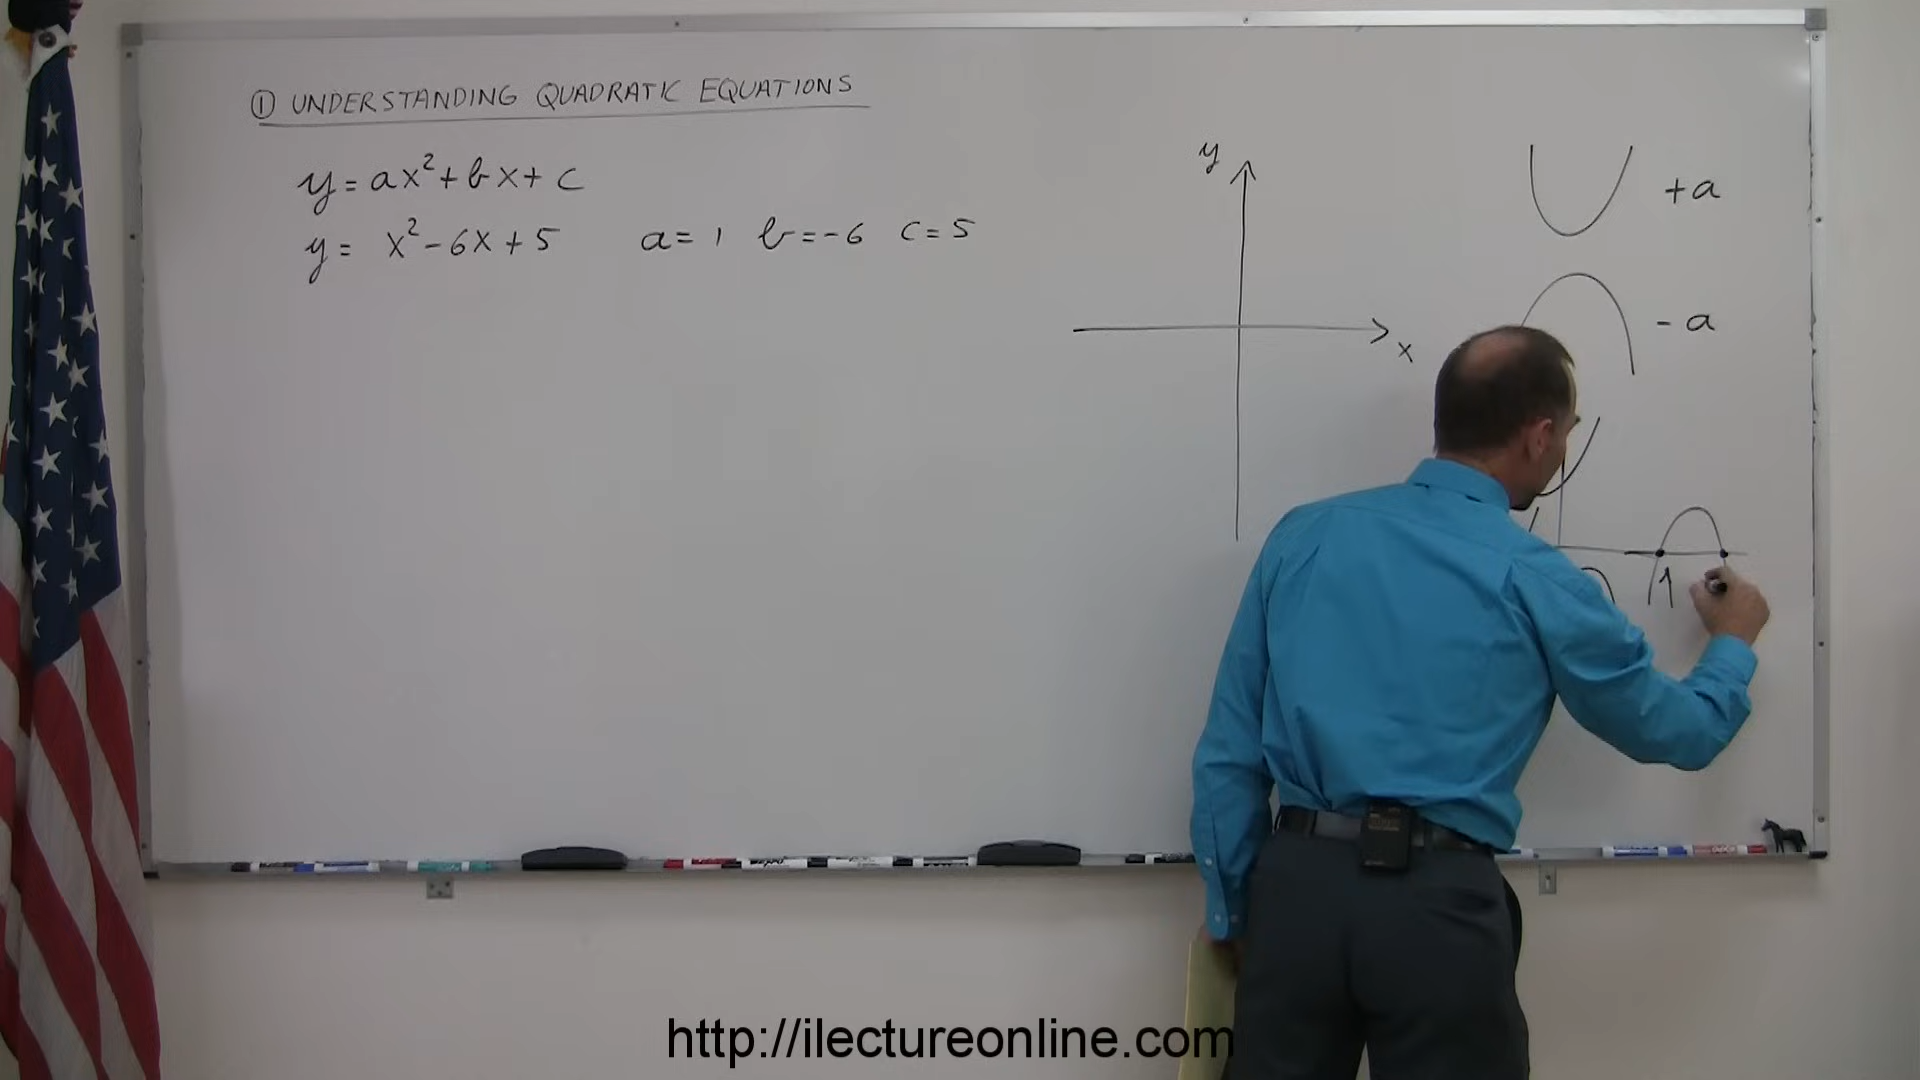 ① UNDERSTANDING QUADRATIC EQUATIONS
y = ax² + bx + c
y = x² - 6x + 5 a = 1 b = -6 c = 5
y
x
+a
- a
http://ilectureonline.com